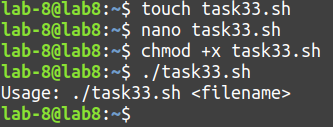 lab-8@lab8:~$ touch task33.sh
lab-8@lab8:~$ nano task33.sh
lab-8@lab8:~$ chmod +x task33.sh
lab-8@lab8:~$ ./task33.sh
Usage: ./task33.sh <filename>
lab-8@lab8:~$